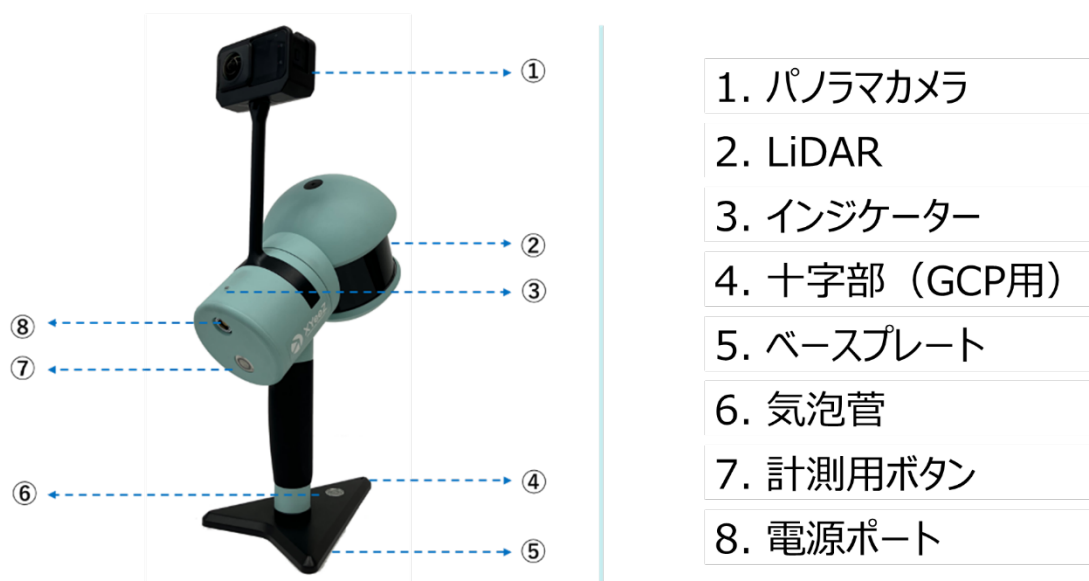 ①
②
③
⑧
⑦
④
⑥
⑤
1. パノラマカメラ
2. LiDAR
3. インジケーター
4. 十字部（GCP用）
5. ベースプレート
6. 気泡菅
7. 計測用ボタン
8. 電源ポート